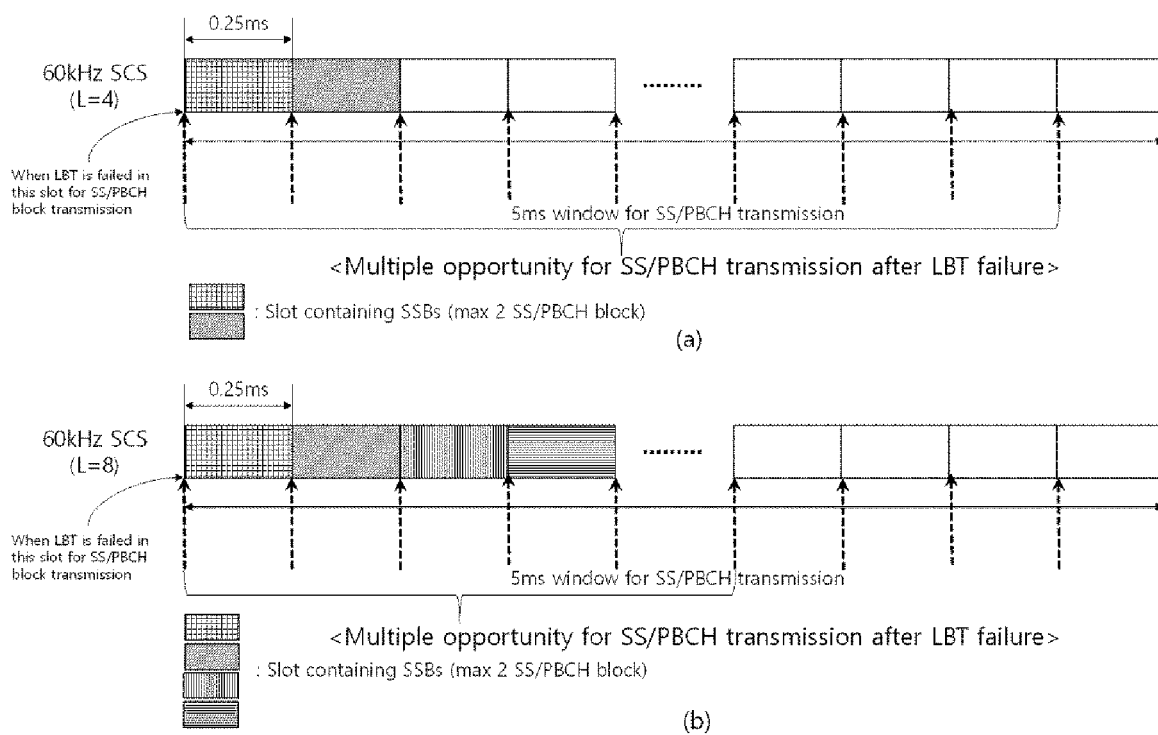 0.25ms
60kHz SCS
(L=4)
When LBT is failed in
this slot for SS/PBCH
block transmission
5ms window for SS/PBCH transmission
<Multiple opportunity for SS/PBCH transmission after LBT failure>
: Slot containing SSBs (max 2 SS/PBCH block)
(a)
0.25ms
60kHz SCS
(L=8)
When LBT is failed in
this slot for SS/PBCH
block transmission
5ms window for SS/PBCH transmission
<Multiple opportunity for SS/PBCH transmission after LBT failure>
: Slot containing SSBs (max 2 SS/PBCH block)
(b)